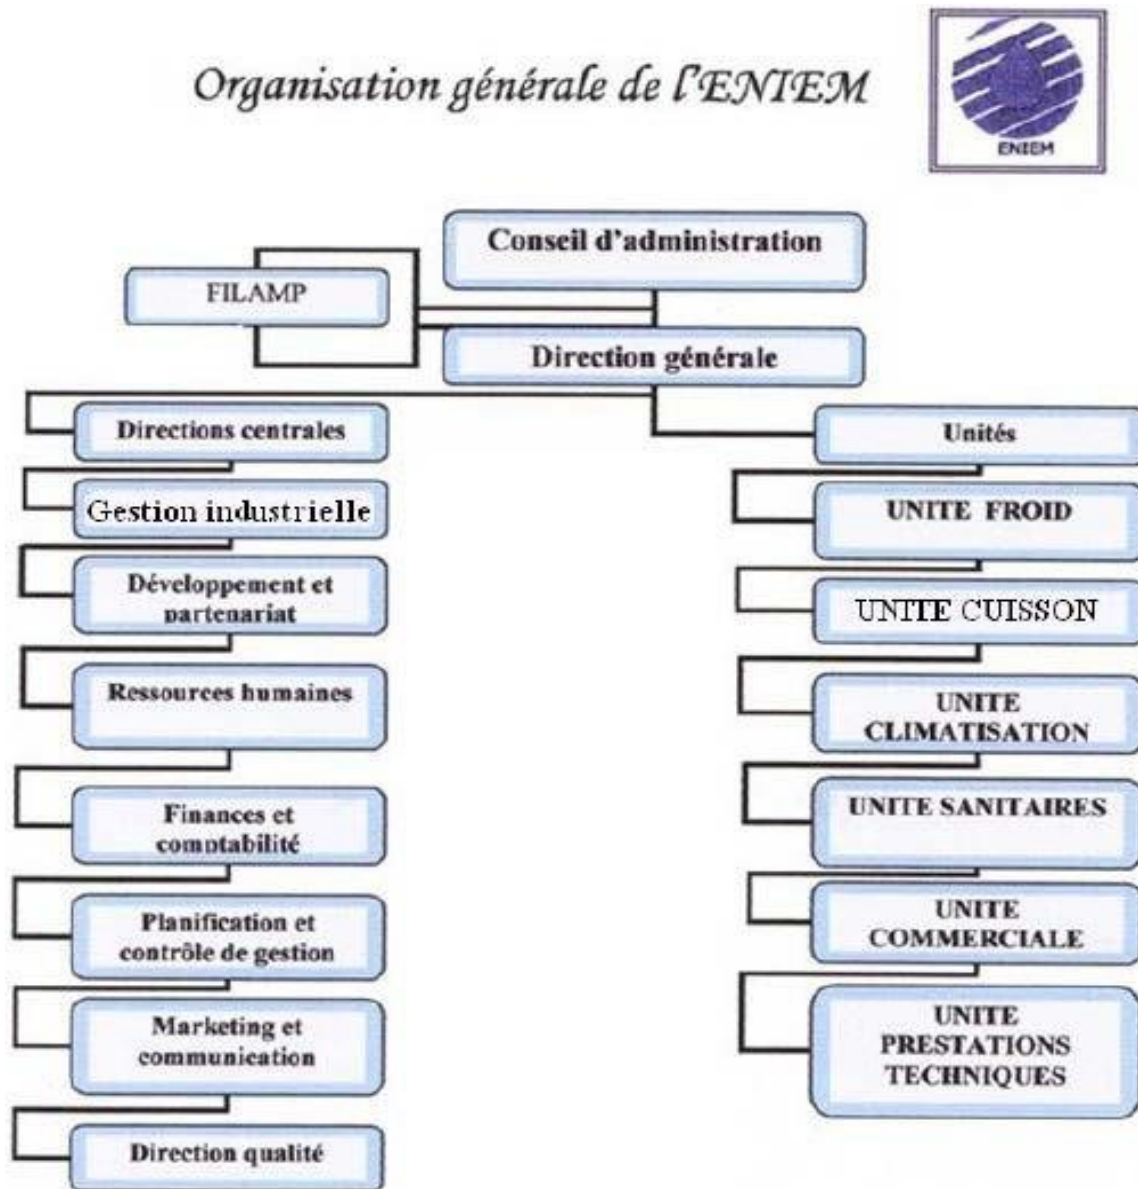 Organisation générale de l'ENIEM
ENIEM
Conseil d'administration
FILAMP
Direction générale
Directions centrales
Gestion industrielle
Développement et
partenariat
Ressources humaines
Finances et
comptabilité
Planification et
contrôle de gestion
Marketing et
communication
Direction qualité
Unités
UNITE FROID
UNITE CUISSON
UNITE
CLIMATISATION
UNITE SANITAIRES
UNITE
COMMERCIALE
UNITE
PRESTATIONS
TECHNIQUES